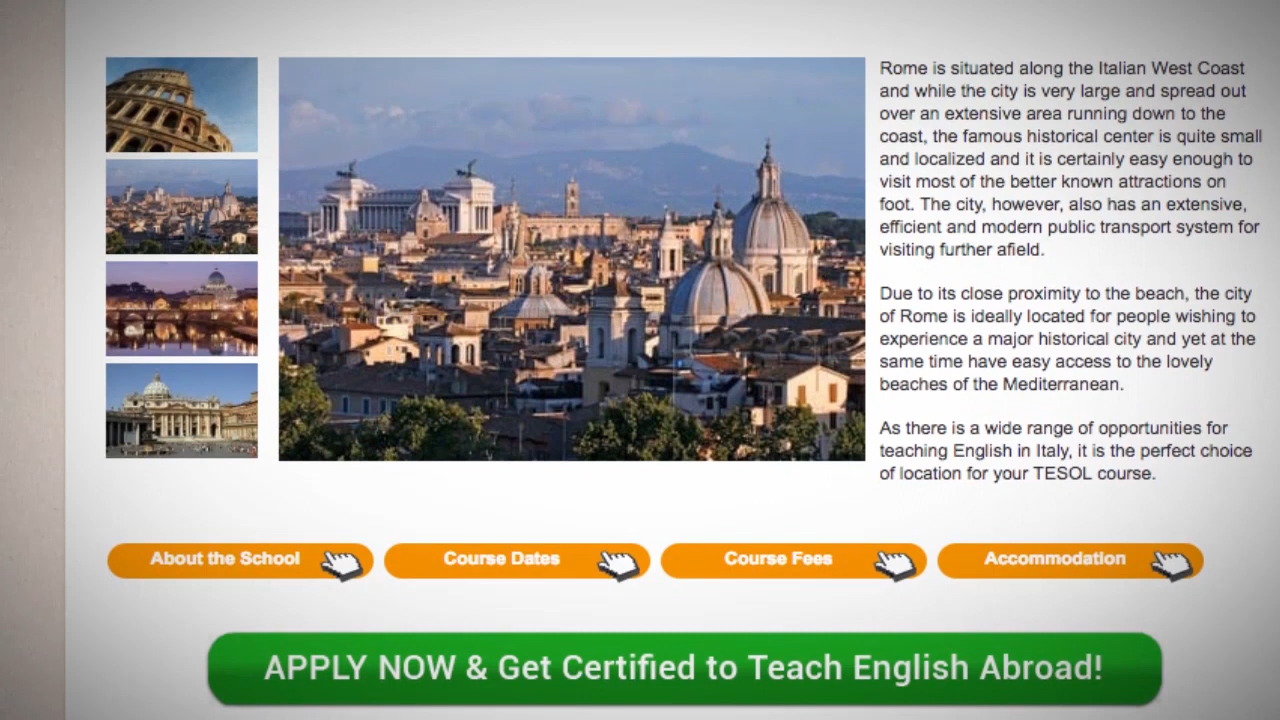 Rome is situated along the Italian West Coast
and while the city is very large and spread out
over an extensive area running down to the
coast, the famous historical center is quite small
and localized and it is certainly easy enough to
visit most of the better known attractions on
foot. The city, however, also has an extensive,
efficient and modern public transport system for
visiting further afield.
Due to its close proximity to the beach, the city
of Rome is ideally located for people wishing to
experience a major historical city and yet at the
same time have easy access to the lovely
beaches of the Mediterranean.
As there is a wide range of opportunities for
teaching English in Italy, it is the perfect choice
of location for your TESOL course.
About the School
Course Dates
Course Fees
Accommodation
APPLY NOW & Get Certified to Teach English Abroad!